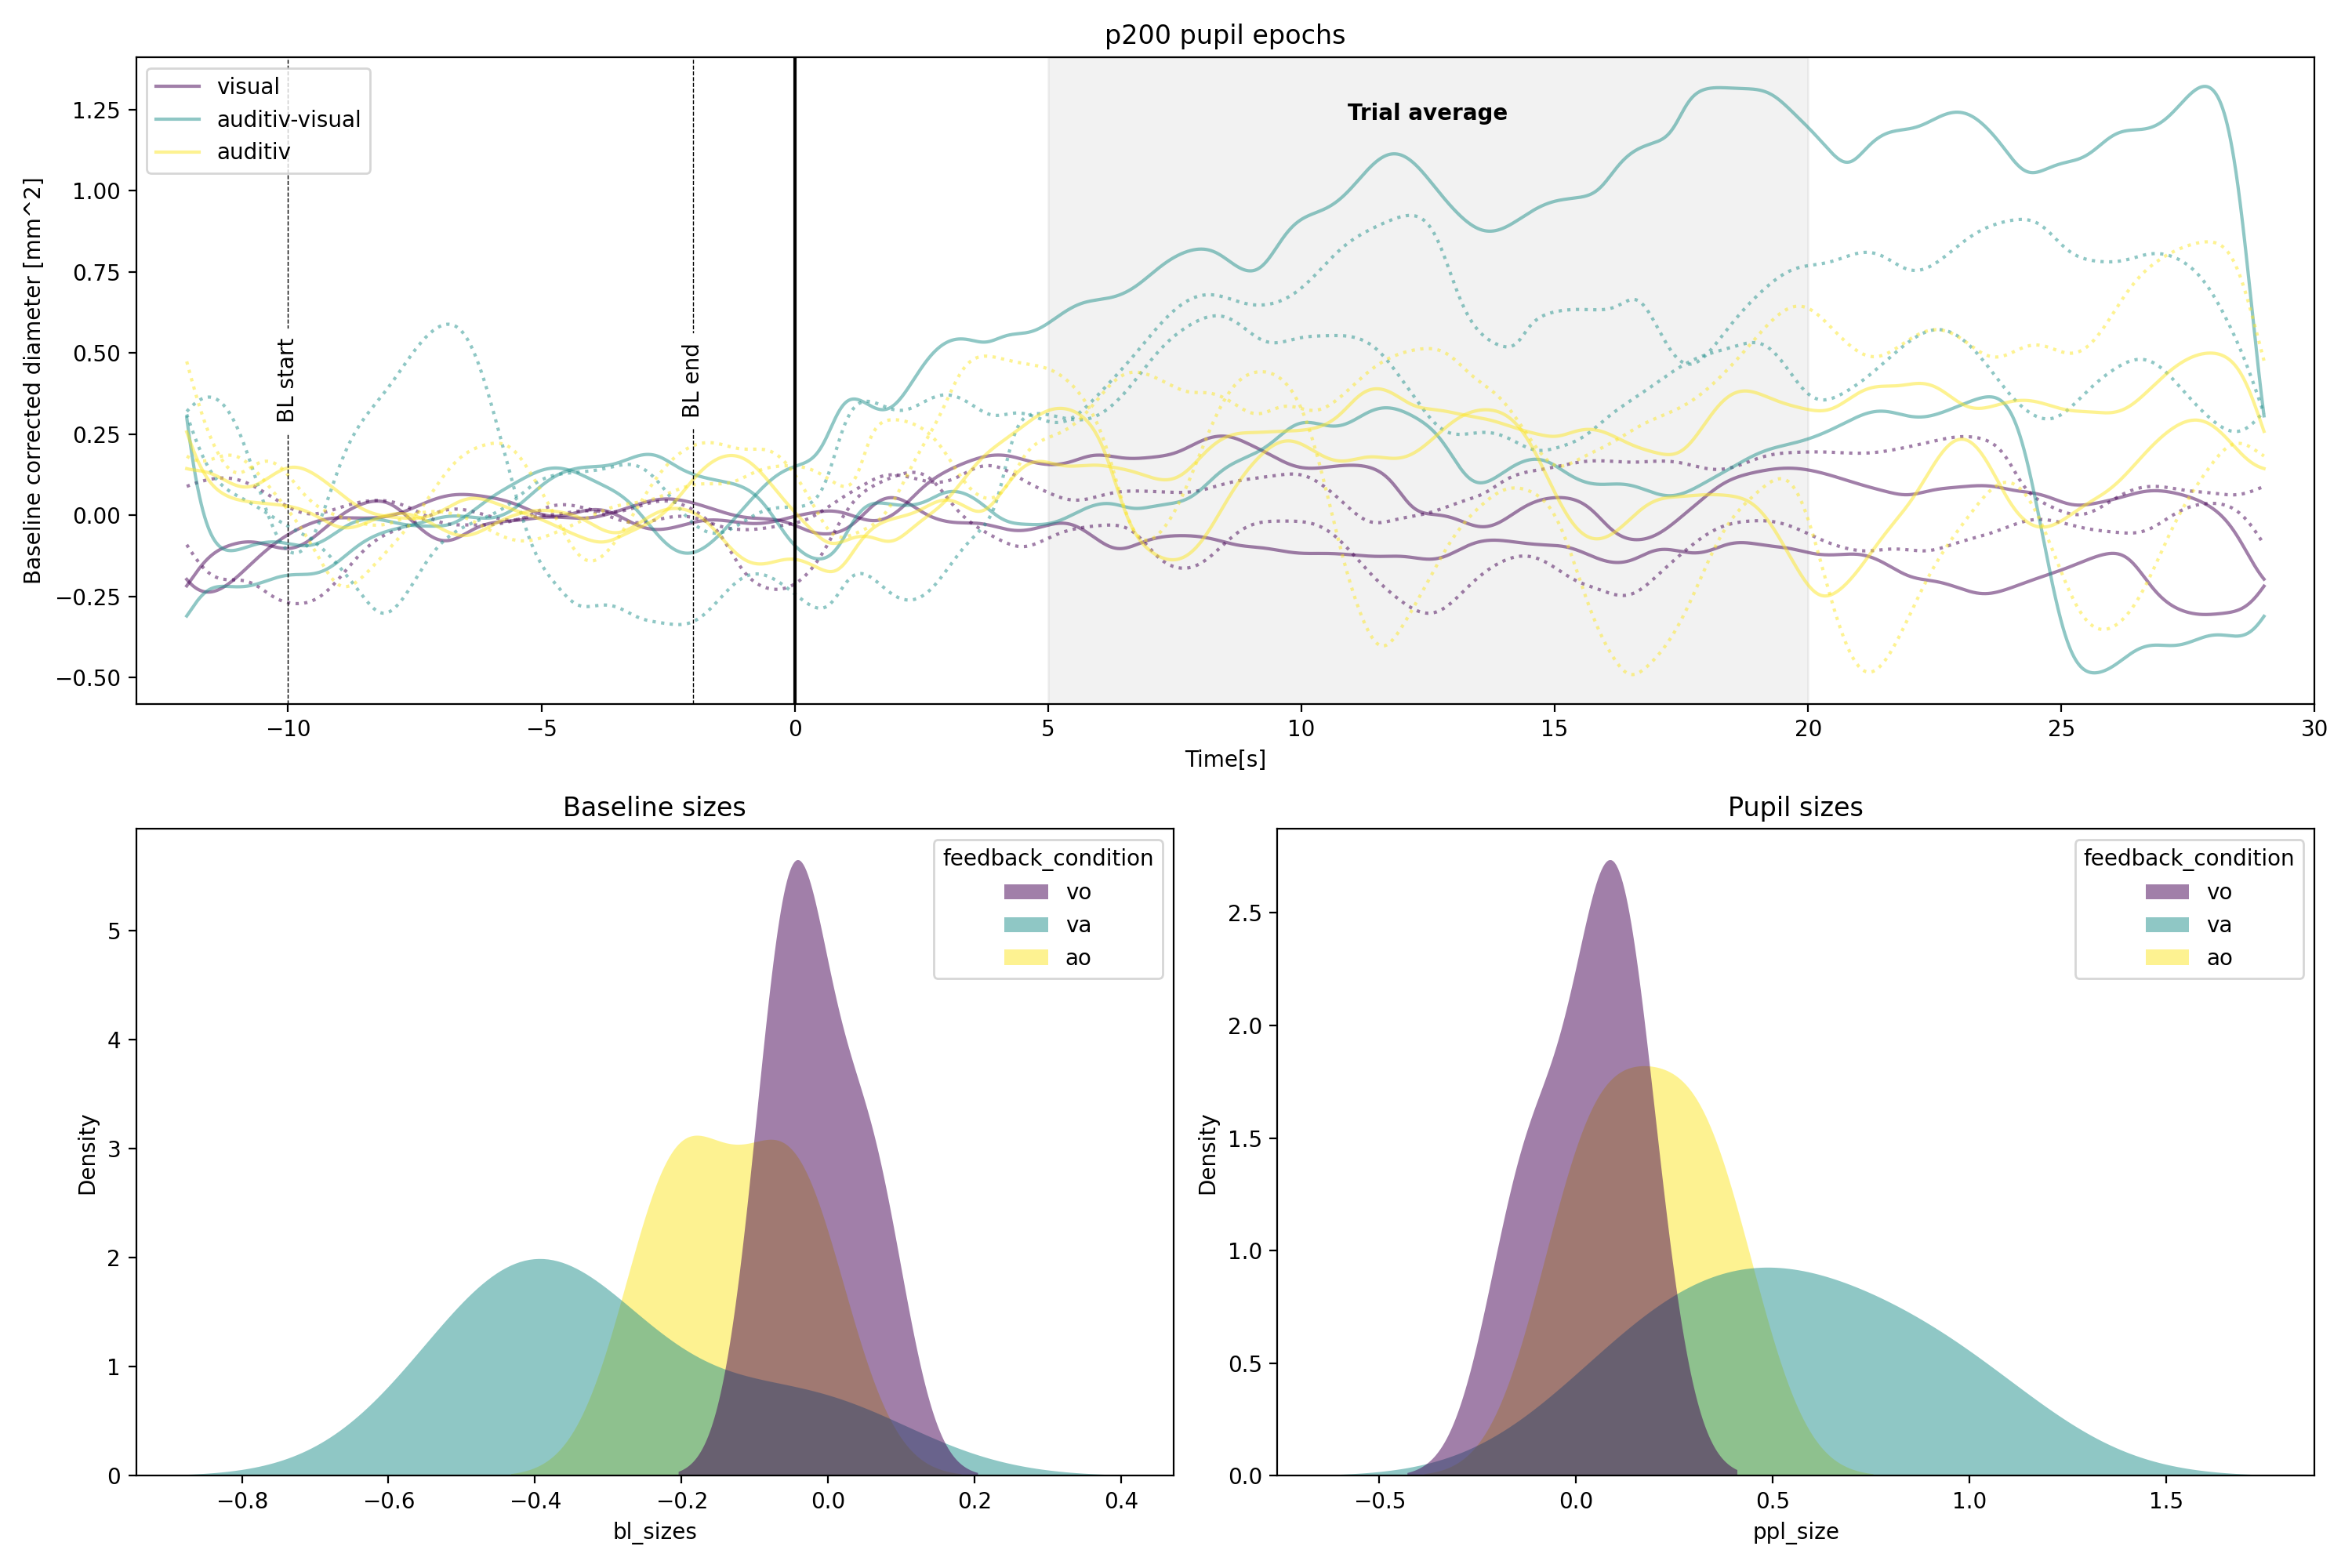 p200 pupil epochs
visual
auditiv-visual
auditiv
Trial average
BL start
BL end
Baseline corrected diameter [mm^2]
1.25
1.00
0.75
0.50
0.25
0.00
−0.25
−0.50
−10
−5
0
5
10
15
20
25
30
Time[s]
Baseline sizes
feedback_condition
vo
va
ao
Density
5
4
3
2
1
0
−0.8
−0.6
−0.4
−0.2
0.0
0.2
0.4
bl_sizes
Pupil sizes
feedback_condition
vo
va
ao
Density
2.5
2.0
1.5
1.0
0.5
0.0
−0.5
0.0
0.5
1.0
1.5
ppl_size